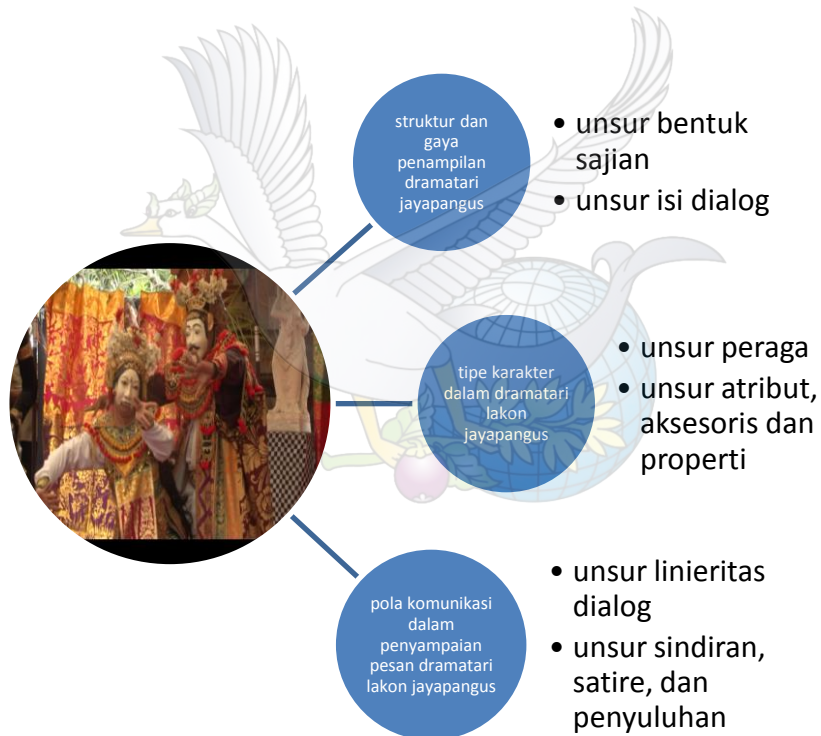 struktur dan
gaya
penampilan
dramatari
jayapangus
• unsur bentuk
sajian
• unsur isi dialog
tipe karakter
dalam dramatari
lakon
jayapangus
• unsur peraga
• unsur atribut,
aksesoris dan
properti
pola komunikasi
dalam
penyampaian
pesan dramatari
lakon jayapangus
• unsur linieritas
dialog
• unsur sindiran,
satire, dan
penyuluhan